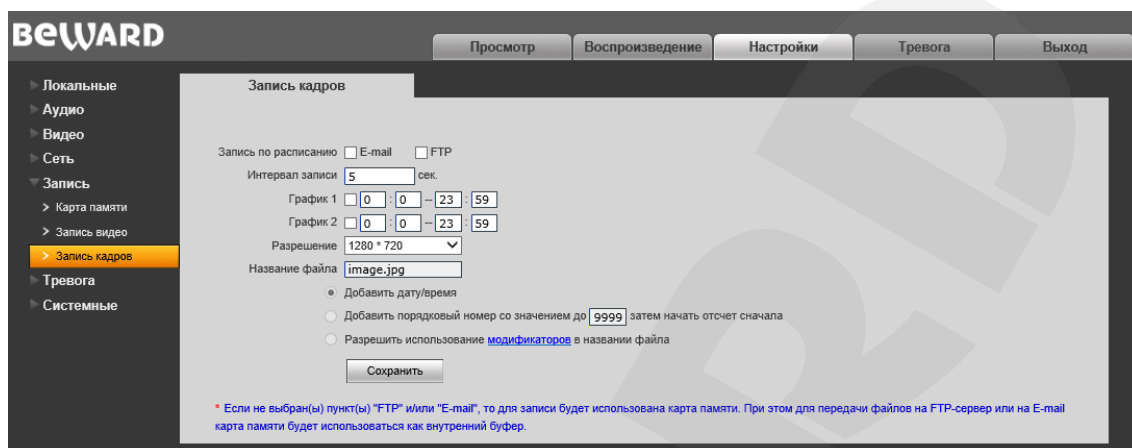 BEWARD
Просмотр Воспроизведение Настройки Тревога Выход
Локальные
Аудио
Видео
Сеть
Запись
Карта памяти
Запись видео
Запись кадров
Тревога
Системные
Запись кадров
Запись по расписанию E-mail FTP
Интервал записи 5 сек.
График 1 0 : 0 -- 23 : 59
График 2 0 : 0 -- 23 : 59
Разрешение 1280 * 720
Название файла image.jpg
Добавить дату/время
Добавить порядковый номер со значением до 9999 затем начать отсчет сначала
Разрешить использование модификаторов в названии файла
Сохранить
* Если не выбран(ы) пункт(ы) "FTP" и/или "E-mail", то для записи будет использована карта памяти. При этом для передачи файлов на FTP-сервер или на E-mail
карта памяти будет использоваться как внутренний буфер.